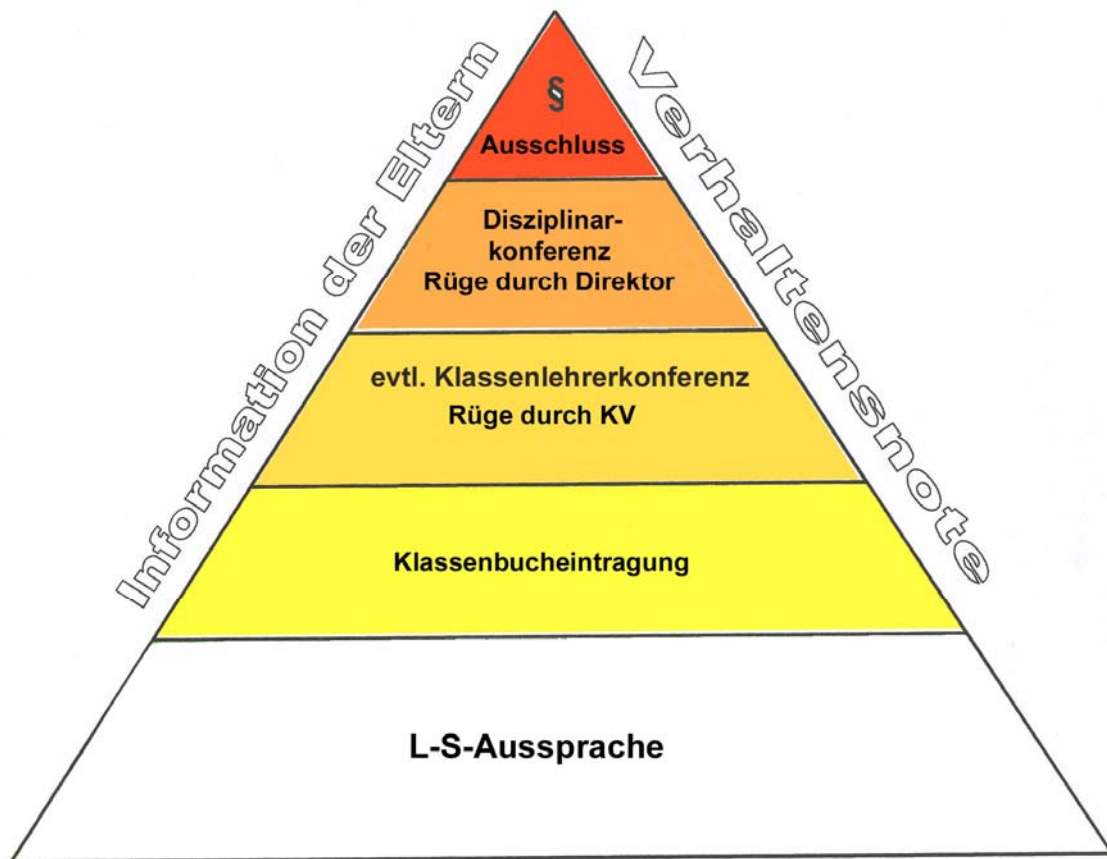 Information der Eltern
Verhaltensnote
§
Ausschluss
Disziplinar-
konferenz
Rüge durch Direktor
evtl. Klassenlehrerkonferenz
Rüge durch KV
Klassenbucheintragung
L-S-Aussprache